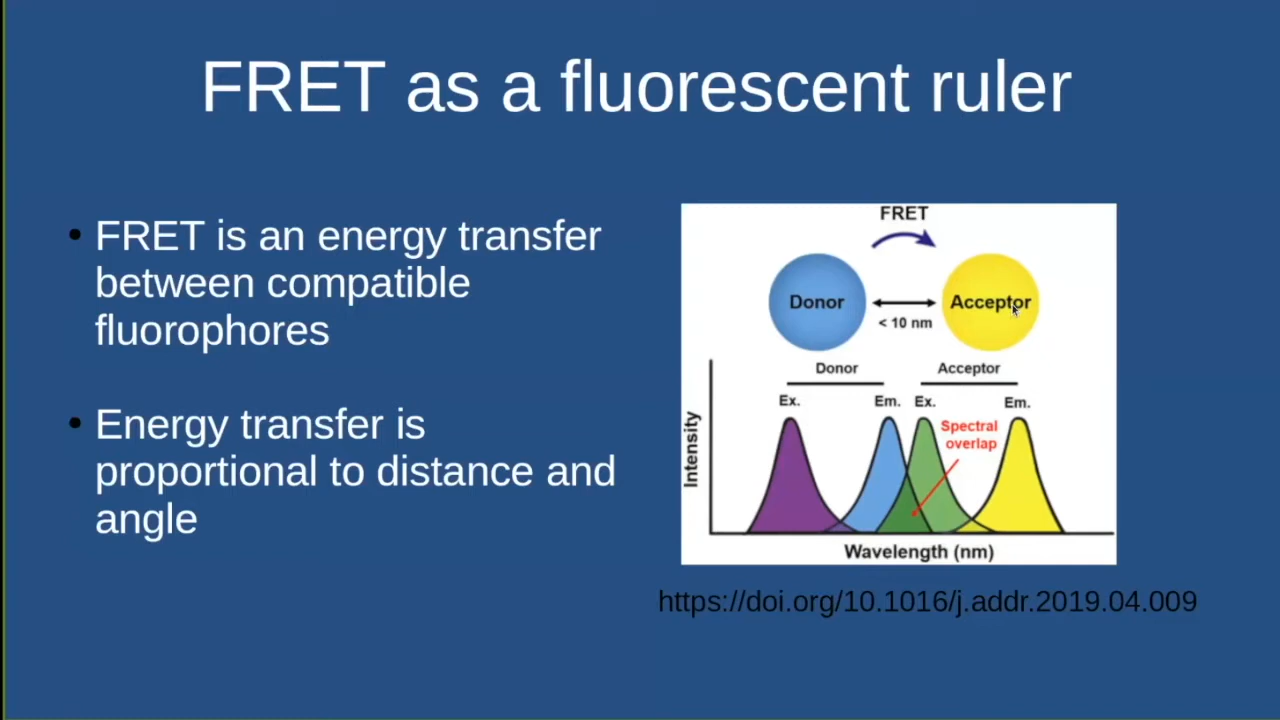 FRET as a fluorescent ruler
FRET is an energy transfer
between compatible
fluorophores
Energy transfer is
proportional to distance and
angle
FRET
Donor
Acceptor
< 10 nm
Donor
Acceptor
Ex.
Em.
Ex.
Em.
Spectral
overlap
Intensity
Wavelength (nm)
https://doi.org/10.1016/j.addr.2019.04.009